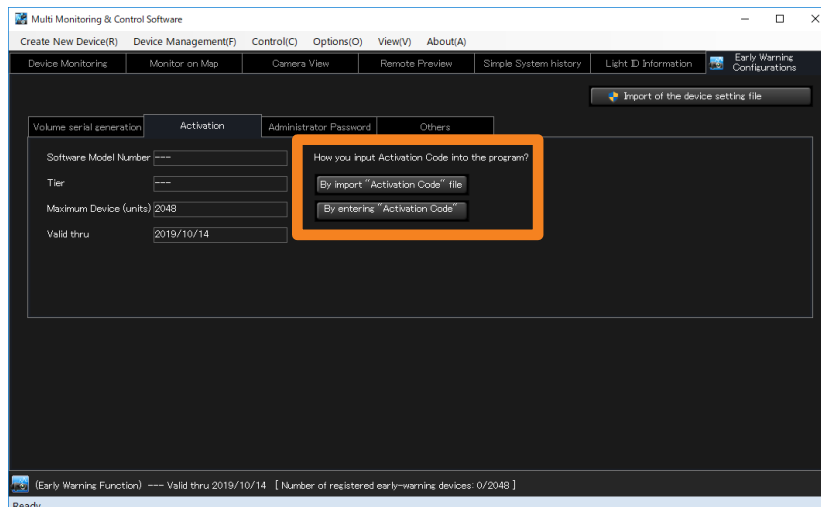 Multi Monitoring & Control Software
Create New Device(R) Device Management(F) Control(C) Options(O) View(V) About(A)
Device Monitoring Monitor on Map Camera View Remote Preview Simple System history Light ID Information Early Warning Configurations
Import of the device setting file
Volume serial generation Activation Administrator Password Others
Software Model Number --- How you input Activation Code into the program?
Tier --- By import "Activation Code" file
Maximum Device (units) 2048 By entering "Activation Code"
Valid thru 2019/10/14
(Early Warning Function) --- Valid thru 2019/10/14 [ Number of registered early-warning devices: 0/2048 ]
Ready